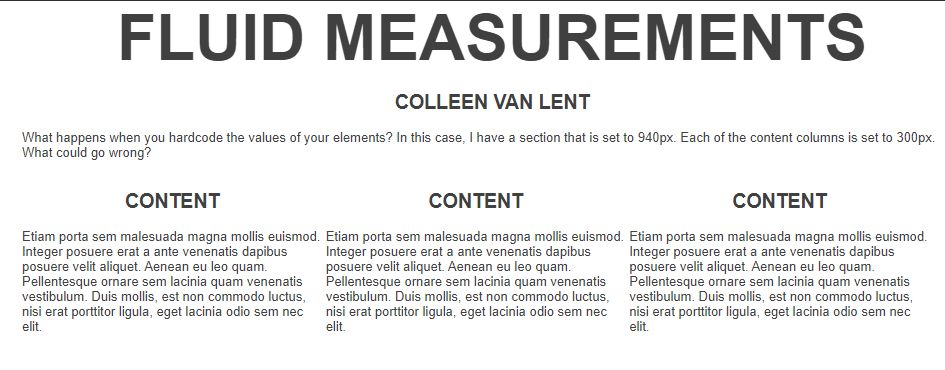 FLUID MEASUREMENTS
COLLEEN VAN LENT
What happens when you hardcode the values of your elements? In this case, I have a section that is set to 940px. Each of the content columns is set to 300px.
What could go wrong?
CONTENT
Etiam porta sem malesuada magna mollis euismod.
Integer posuere erat a ante venenatis dapibus
posuere velit aliquet. Aenean eu leo quam.
Pellentesque ornare sem lacinia quam venenatis
vestibulum. Duis mollis, est non commodo luctus,
nisi erat porttitor ligula, eget lacinia odio sem nec
elit.
CONTENT
Etiam porta sem malesuada magna mollis euismod.
Integer posuere erat a ante venenatis dapibus
posuere velit aliquet. Aenean eu leo quam.
Pellentesque ornare sem lacinia quam venenatis
vestibulum. Duis mollis, est non commodo luctus,
nisi erat porttitor ligula, eget lacinia odio sem nec
elit.
CONTENT
Etiam porta sem malesuada magna mollis euismod.
Integer posuere erat a ante venenatis dapibus
posuere velit aliquet. Aenean eu leo quam.
Pellentesque ornare sem lacinia quam venenatis
vestibulum. Duis mollis, est non commodo luctus,
nisi erat porttitor ligula, eget lacinia odio sem nec
elit.